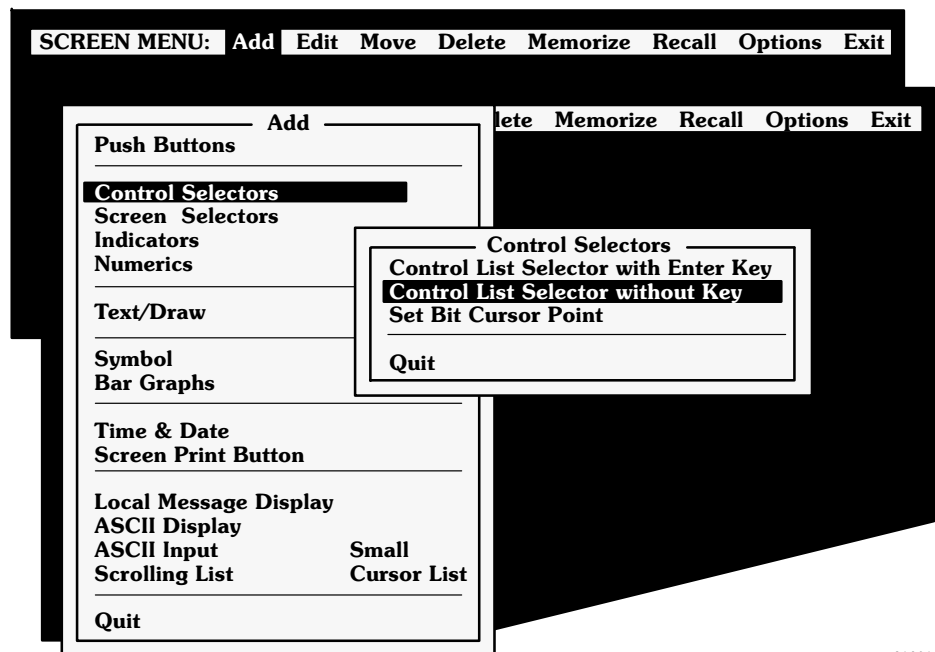 SCREEN MENU: Add Edit Move Delete Memorize Recall Options Exit
lete Memorize Recall Options Exit
Add
Push Buttons
Control Selectors
Screen Selectors
Indicators
Numerics
Text/Draw
Symbol
Bar Graphs
Time & Date
Screen Print Button
Local Message Display
ASCII Display
ASCII Input Small
Scrolling List Cursor List
Quit
Control Selectors
Control List Selector with Enter Key
Control List Selector without Key
Set Bit Cursor Point
Quit